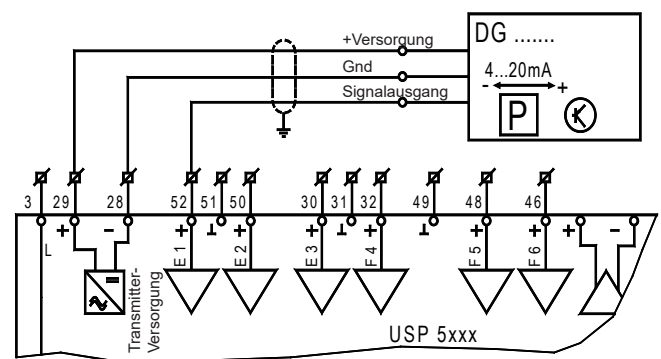 +Versorgung
DG .......
Gnd
4...20mA
- +
Signalausgang
P
3 29 28 52 51 50 30 31 32 49 48 46
+ - + ⊥ + + ⊥ + ⊥ + + + -
L
E 1
E 2
E 3
F 4
F 5
F 6
Transmitter-
Versorgung
USP 5xxx